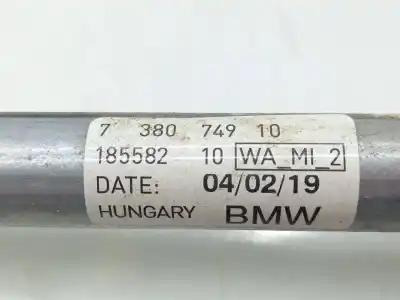 7 380 749 10
185582 10 WA_MI_2
DATE: 04/02/19
HUNGARY BMW